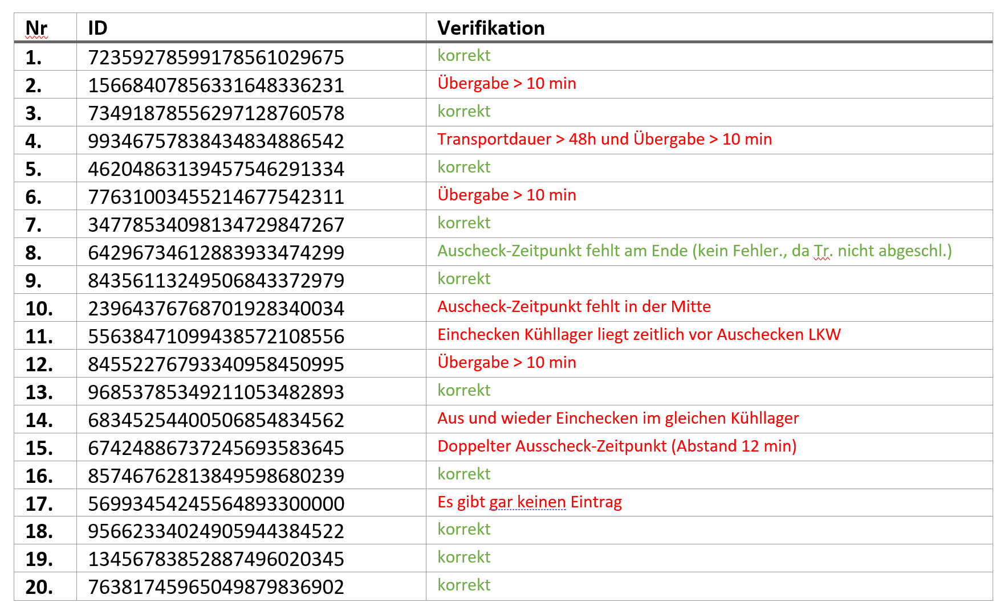 Nr ID Verifikation
1. 72359278599178561029675 korrekt
2. 15668407856331648336231 Übergabe > 10 min
3. 73491878556297128760578 korrekt
4. 99346757838434834886542 Transportdauer > 48h und Übergabe > 10 min
5. 46204863139457546291334 korrekt
6. 77631003455214677542311 Übergabe > 10 min
7. 34778534098134729847267 korrekt
8. 64296734612883933474299 Auscheck-Zeitpunkt fehlt am Ende (kein Fehler., da Tr. nicht abgeschl.)
9. 84356113249506843372979 korrekt
10. 23964376768701928340034 Auscheck-Zeitpunkt fehlt in der Mitte
11. 55638471099438572108556 Einchecken Kühllager liegt zeitlich vor Auschecken LKW
12. 84552276793340958450995 Übergabe > 10 min
13. 96853785349211053482893 korrekt
14. 68345254400506854834562 Aus und wieder Einchecken im gleichen Kühllager
15. 67424886737245693583645 Doppelter Ausscheck-Zeitpunkt (Abstand 12 min)
16. 85746762813849598680239 korrekt
17. 56993454245564893300000 Es gibt gar keinen Eintrag
18. 95662334024905944384522 korrekt
19. 13456783852887496020345 korrekt
20. 76381745965049879836902 korrekt